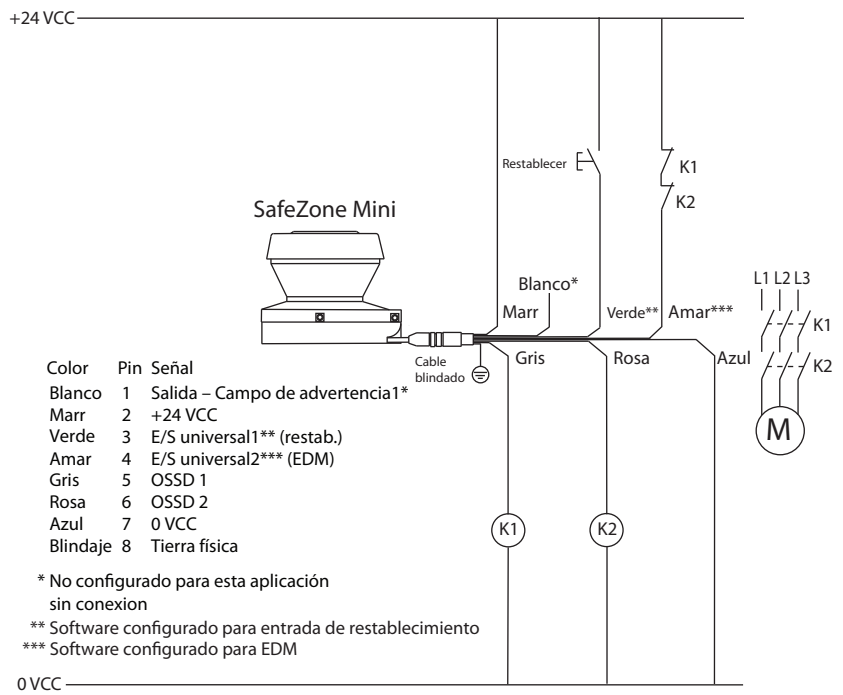 +24 VCC
Restablecer
K1
K2
SafeZone Mini
Blanco*
Marr
Verde**
Amar***
L1 L2 L3
K1
K2
Cable
blindado
Gris
Rosa
Azul
M
Color Pin Señal
Blanco 1 Salida – Campo de advertencia1*
Marr 2 +24 VCC
Verde 3 E/S universal1** (restab.)
Amar 4 E/S universal2*** (EDM)
Gris 5 OSSD 1
Rosa 6 OSSD 2
Azul 7 0 VCC
Blindaje 8 Tierra física
K1
K2
* No configurado para esta aplicación
sin conexion
** Software configurado para entrada de restablecimiento
*** Software configurado para EDM
0 VCC